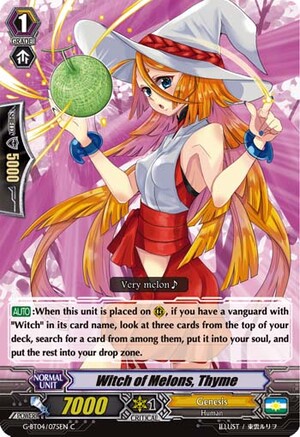 1
GRADE
SHIELD
5000
Very melon♪
AUTO :When this unit is placed on , if you have a vanguard with
"Witch" in its card name, look at three cards from the top of your
deck, search for a card from among them, put it into your soul, and
put the rest into your drop zone.
NORMAL
UNIT
Witch of Melons, Thyme
POWER
7000
1
Genesis
Human
G-BT04/075EN C
ILLUST / 東雲ルリヲ